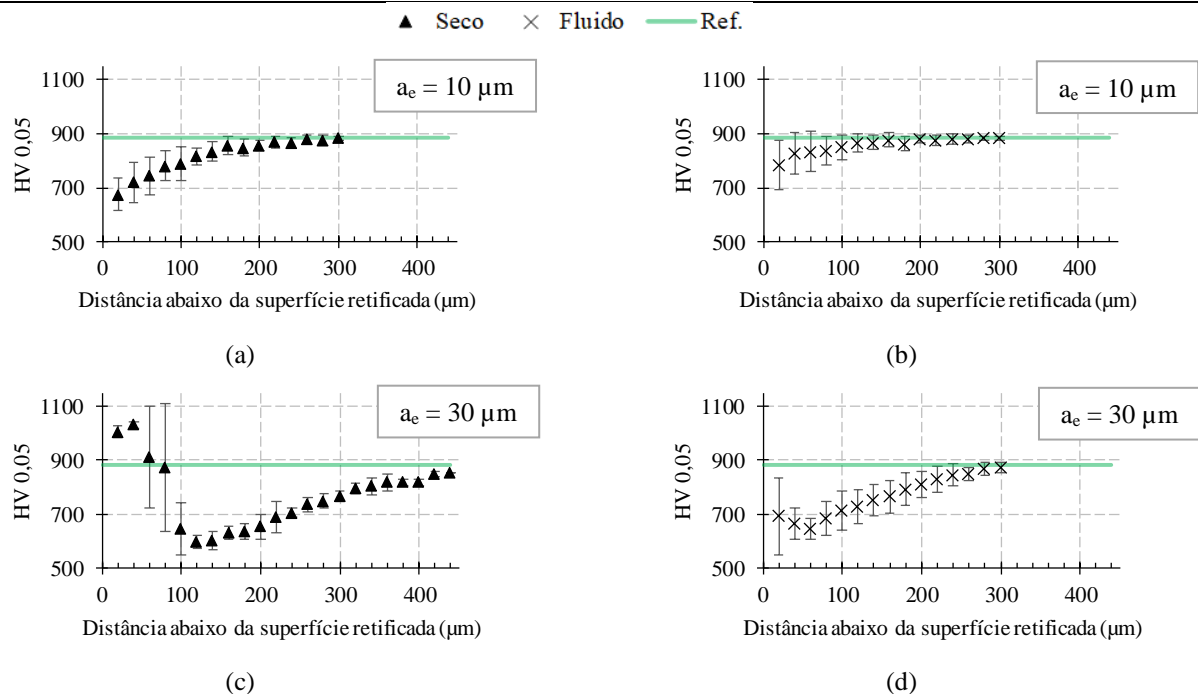 Seco Fluido Ref.
1100
900
700
500
HV 0,05
0 100 200 300 400
Distância abaixo da superfície retificada (µm)
aₑ = 10 µm
(a)
1100
900
700
500
HV 0,05
0 100 200 300 400
Distância abaixo da superfície retificada (µm)
aₑ = 10 µm
(b)
1100
900
700
500
HV 0,05
0 100 200 300 400
Distância abaixo da superfície retificada (µm)
aₑ = 30 µm
(c)
1100
900
700
500
HV 0,05
0 100 200 300 400
Distância abaixo da superfície retificada (µm)
aₑ = 30 µm
(d)